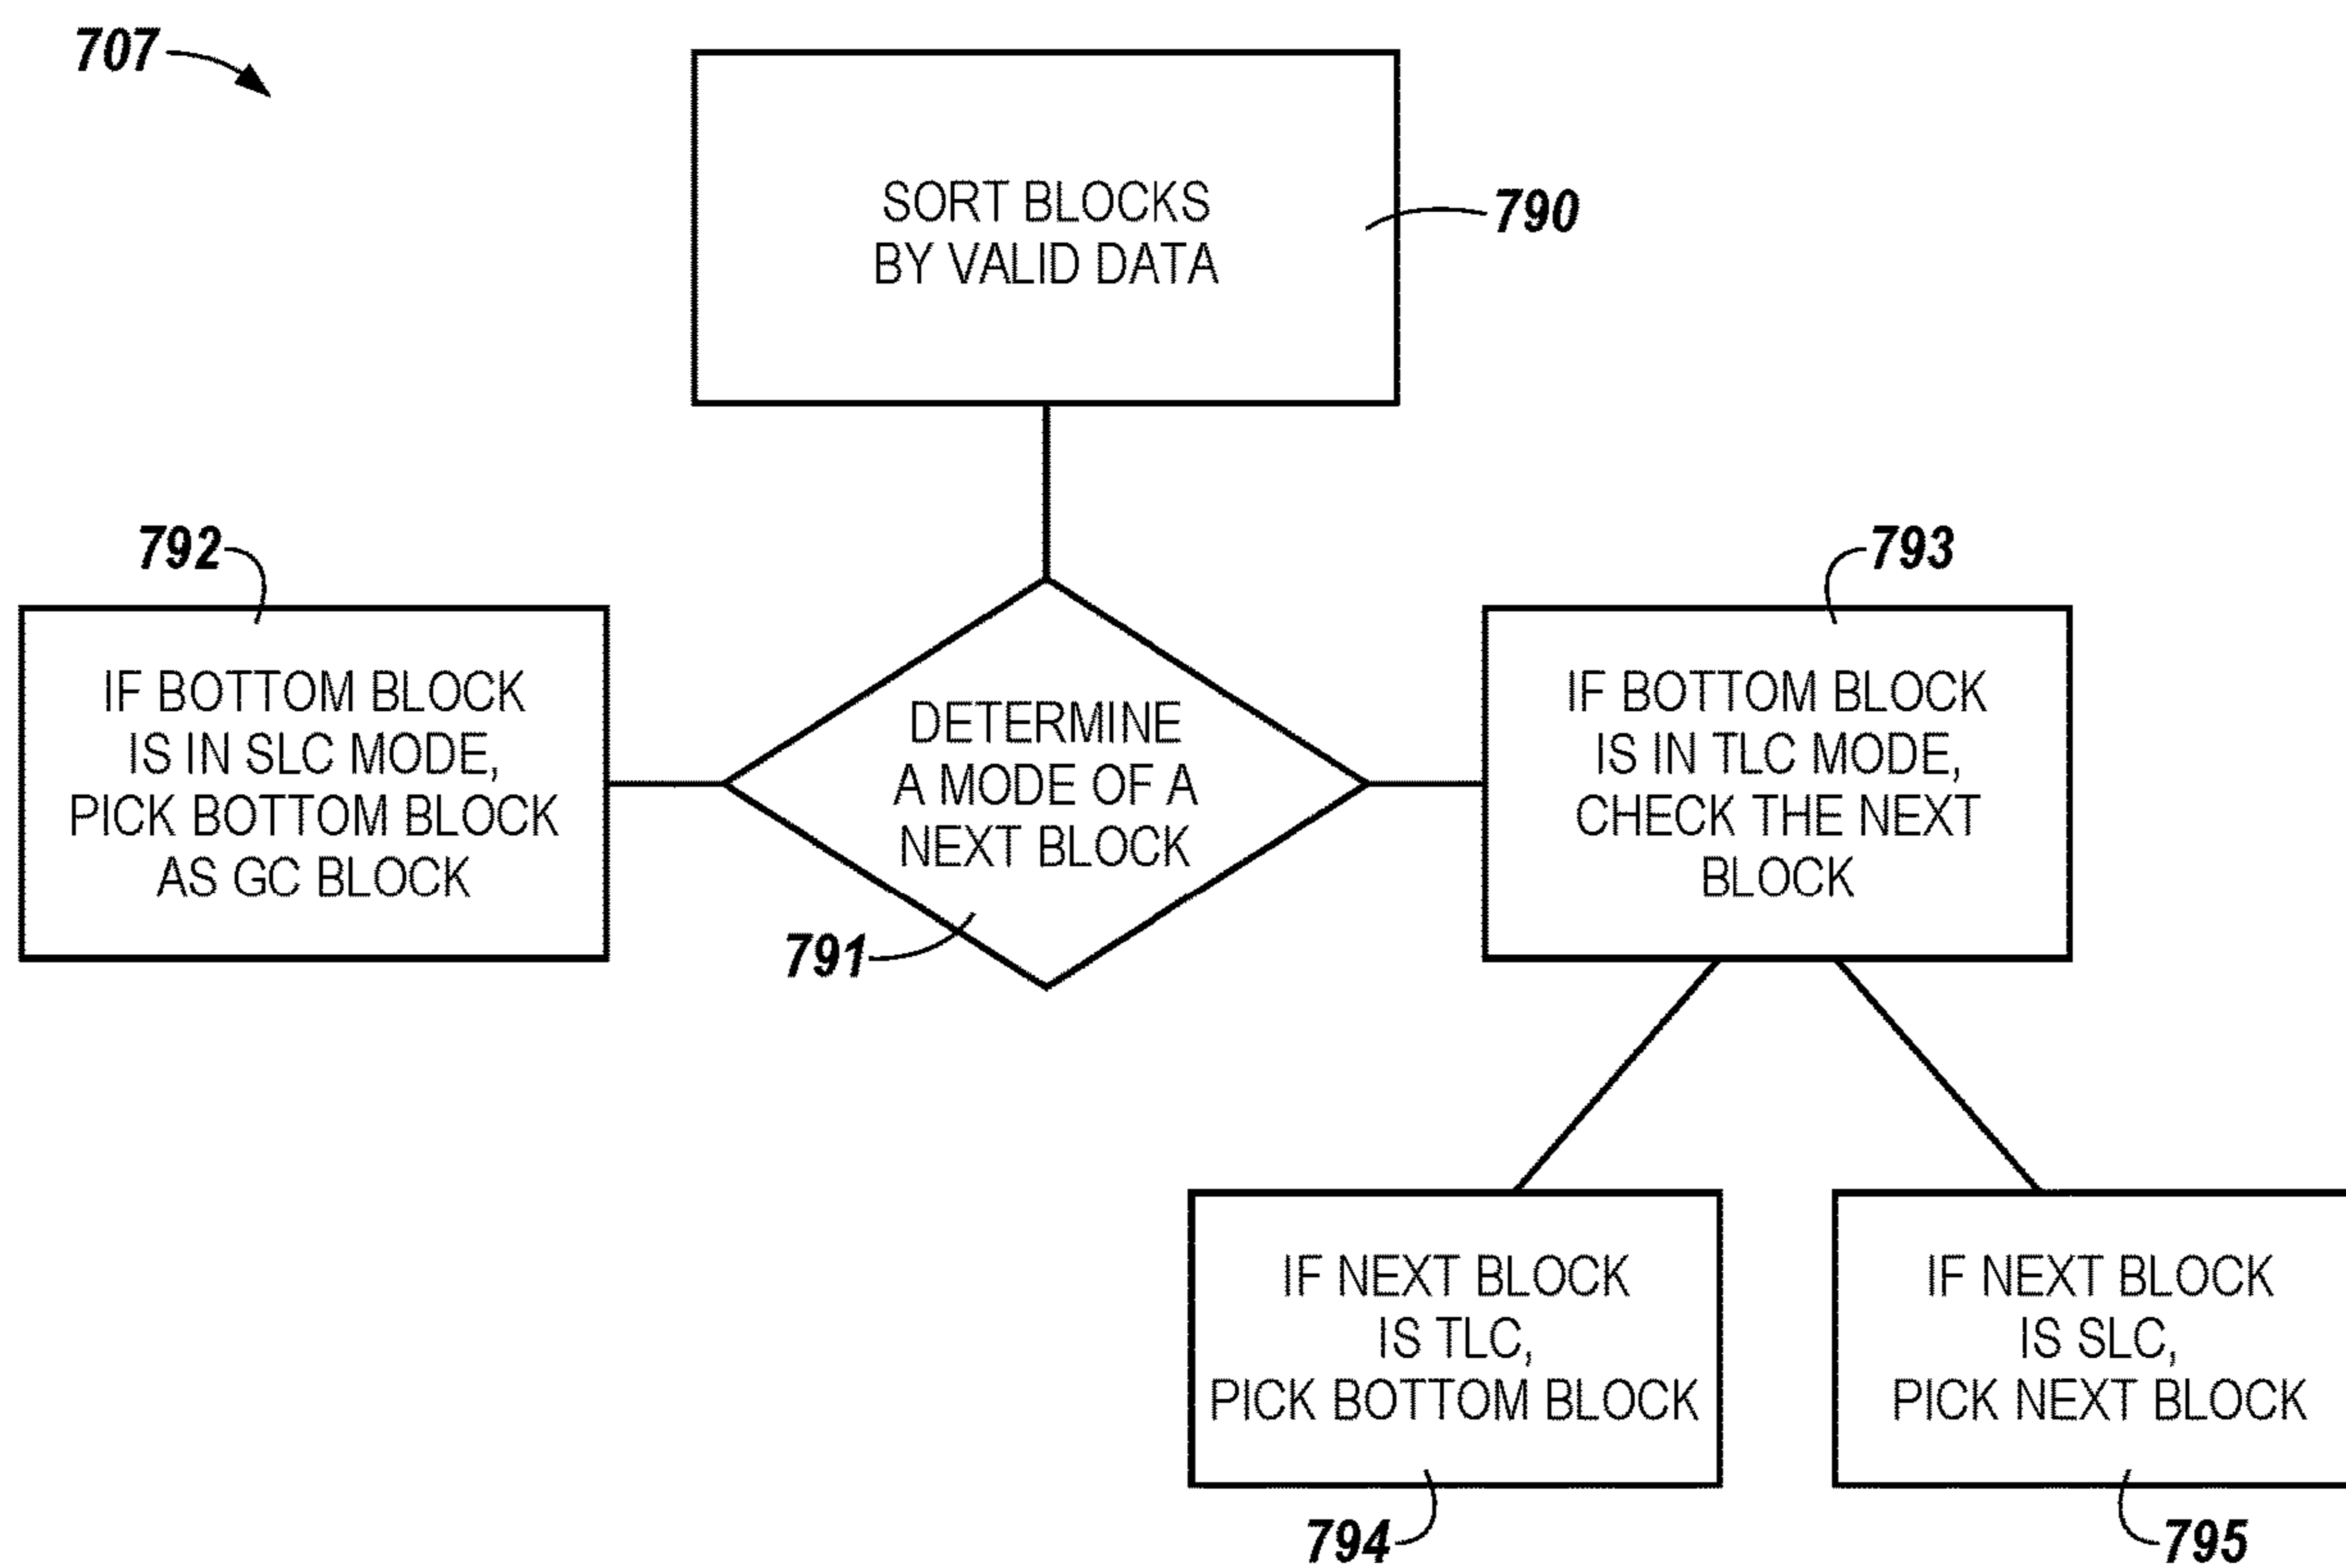 707
SORT BLOCKS
BY VALID DATA
790
792
IF BOTTOM BLOCK
IS IN SLC MODE,
PICK BOTTOM BLOCK
AS GC BLOCK
DETERMINE
A MODE OF A
NEXT BLOCK
791
793
IF BOTTOM BLOCK
IS IN TLC MODE,
CHECK THE NEXT
BLOCK
IF NEXT BLOCK
IS TLC,
PICK BOTTOM BLOCK
794
IF NEXT BLOCK
IS SLC,
PICK NEXT BLOCK
795